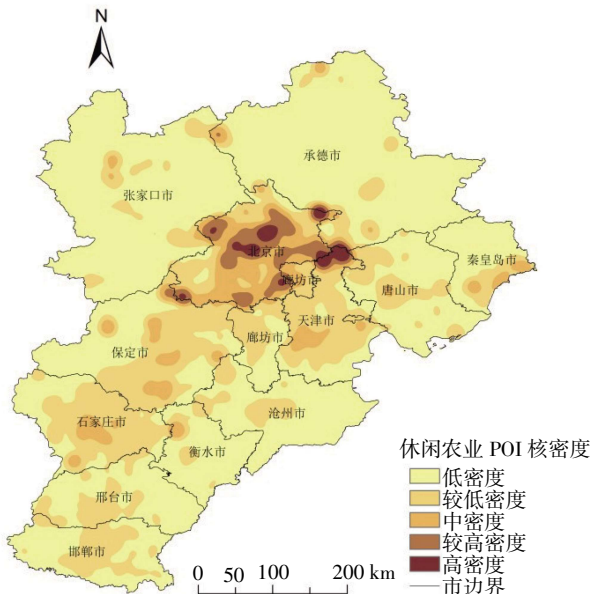 N
承德市
张家口市
北京市
秦皇岛市
廊坊市
唐山市
天津市
廊坊市
保定市
沧州市
石家庄市
衡水市
邢台市
邯郸市
休闲农业 POI 核密度
低密度
较低密度
中密度
较高密度
高密度
市边界
0 50 100 200 km